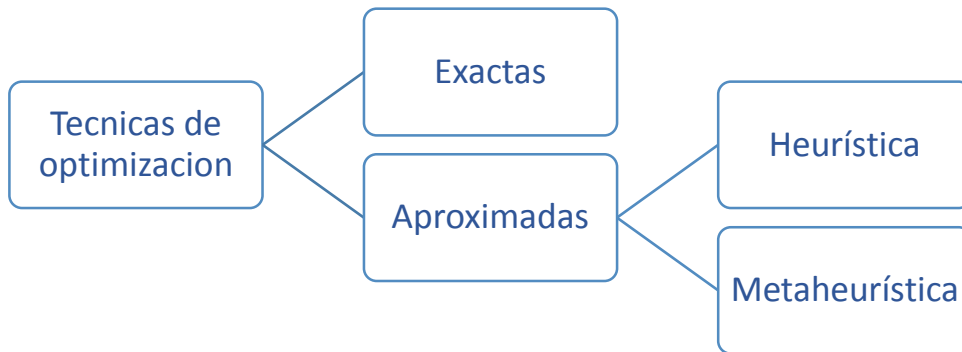 Tecnicas de
optimizacion
Exactas
Aproximadas
Heurística
Metaheurística